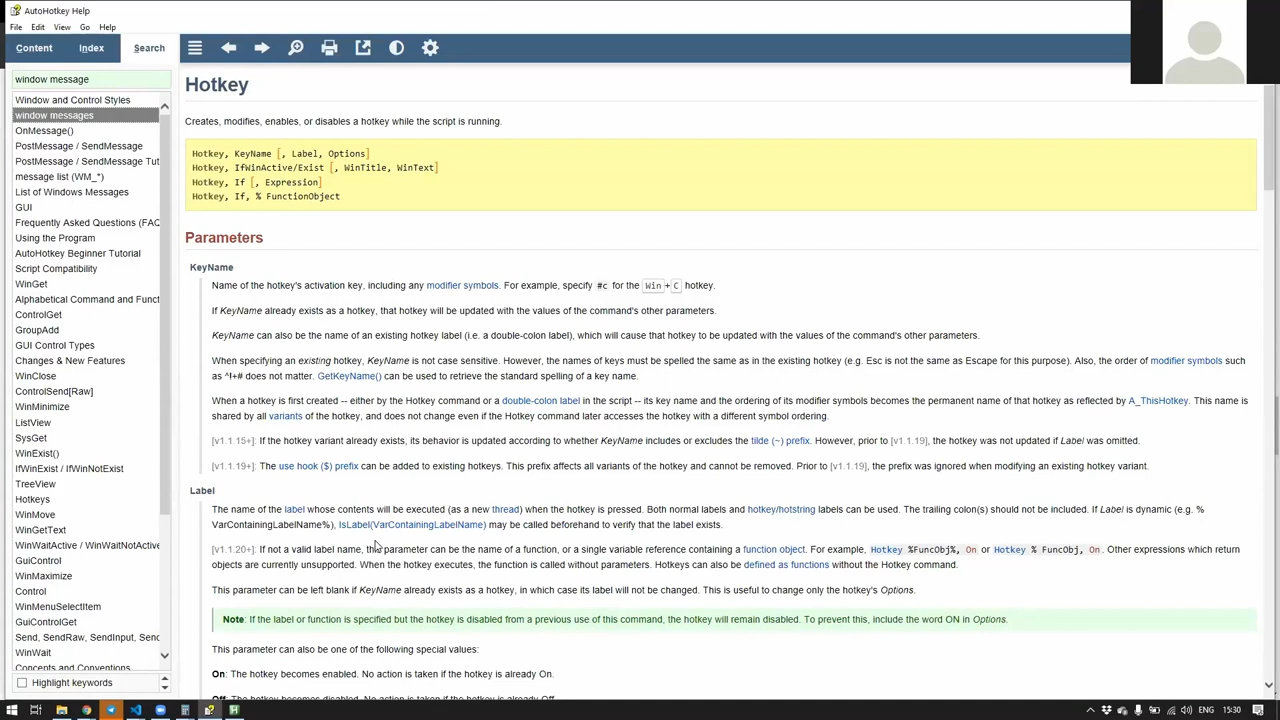 AutoHotkey Help
File Edit View Go Help
Content Index Search
window message
Window and Control Styles
window messages
OnMessage()
PostMessage / SendMessage
PostMessage / SendMessage Tut
message list (WM_*)
List of Windows Messages
GUI
Frequently Asked Questions (FAQ
Using the Program
AutoHotkey Beginner Tutorial
Script Compatibility
WinGet
Alphabetical Command and Funct
ControlGet
GroupAdd
GUI Control Types
Changes & New Features
WinClose
ControlSend[Raw]
WinMinimize
ListView
SysGet
WinExist()
IfWinExist / IfWinNotExist
TreeView
Hotkeys
WinMove
WinGetText
WinWaitActive / WinWaitNotActive
GuiControl
WinMaximize
Control
WinMenuSelectItem
GuiControlGet
Send, SendRaw, SendInput, Senc
WinWait
Concepts and Conventions
Highlight keywords
Hotkey
Creates, modifies, enables, or disables a hotkey while the script is running.
Hotkey, KeyName [, Label, Options]
Hotkey, IfWinActive/Exist [, WinTitle, WinText]
Hotkey, If [, Expression]
Hotkey, If, % FunctionObject
Parameters
KeyName
Name of the hotkey's activation key, including any modifier symbols. For example, specify #c for the Win + C hotkey.
If KeyName already exists as a hotkey, that hotkey will be updated with the values of the command's other parameters.
KeyName can also be the name of an existing hotkey label (i.e. a double-colon label), which will cause that hotkey to be updated with the values of the command's other parameters.
When specifying an existing hotkey, KeyName is not case sensitive. However, the names of keys must be spelled the same as in the existing hotkey (e.g. Esc is not the same as Escape for this purpose). Also, the order of modifier symbols such
as ^!+# does not matter. GetKeyName() can be used to retrieve the standard spelling of a key name.
When a hotkey is first created -- either by the Hotkey command or a double-colon label in the script -- its key name and the ordering of its modifier symbols becomes the permanent name of that hotkey as reflected by A_ThisHotkey. This name is
shared by all variants of the hotkey, and does not change even if the Hotkey command later accesses the hotkey with a different symbol ordering.
[v1.1.15+]: If the hotkey variant already exists, its behavior is updated according to whether KeyName includes or excludes the tilde (~) prefix. However, prior to [v1.1.19], the hotkey was not updated if Label was omitted.
[v1.1.19+]: The use hook ($) prefix can be added to existing hotkeys. This prefix affects all variants of the hotkey and cannot be removed. Prior to [v1.1.19], the prefix was ignored when modifying an existing hotkey variant.
Label
The name of the label whose contents will be executed (as a new thread) when the hotkey is pressed. Both normal labels and hotkey/hotstring labels can be used. The trailing colon(s) should not be included. If Label is dynamic (e.g. %
VarContainingLabelName%), IsLabel(VarContainingLabelName) may be called beforehand to verify that the label exists.
[v1.1.20+]: If not a valid label name, this parameter can be the name of a function, or a single variable reference containing a function object. For example, Hotkey %FuncObj%, On or Hotkey % FuncObj, On. Other expressions which return
objects are currently unsupported. When the hotkey executes, the function is called without parameters. Hotkeys can also be defined as functions without the Hotkey command.
This parameter can be left blank if KeyName already exists as a hotkey, in which case its label will not be changed. This is useful to change only the hotkey's Options.
Note: If the label or function is specified but the hotkey is disabled from a previous use of this command, the hotkey will remain disabled. To prevent this, include the word ON in Options.
This parameter can also be one of the following special values:
On: The hotkey becomes enabled. No action is taken if the hotkey is already On.
Off: The hotkey becomes disabled. No action is taken if the hotkey is already Off.
ENG 15:30